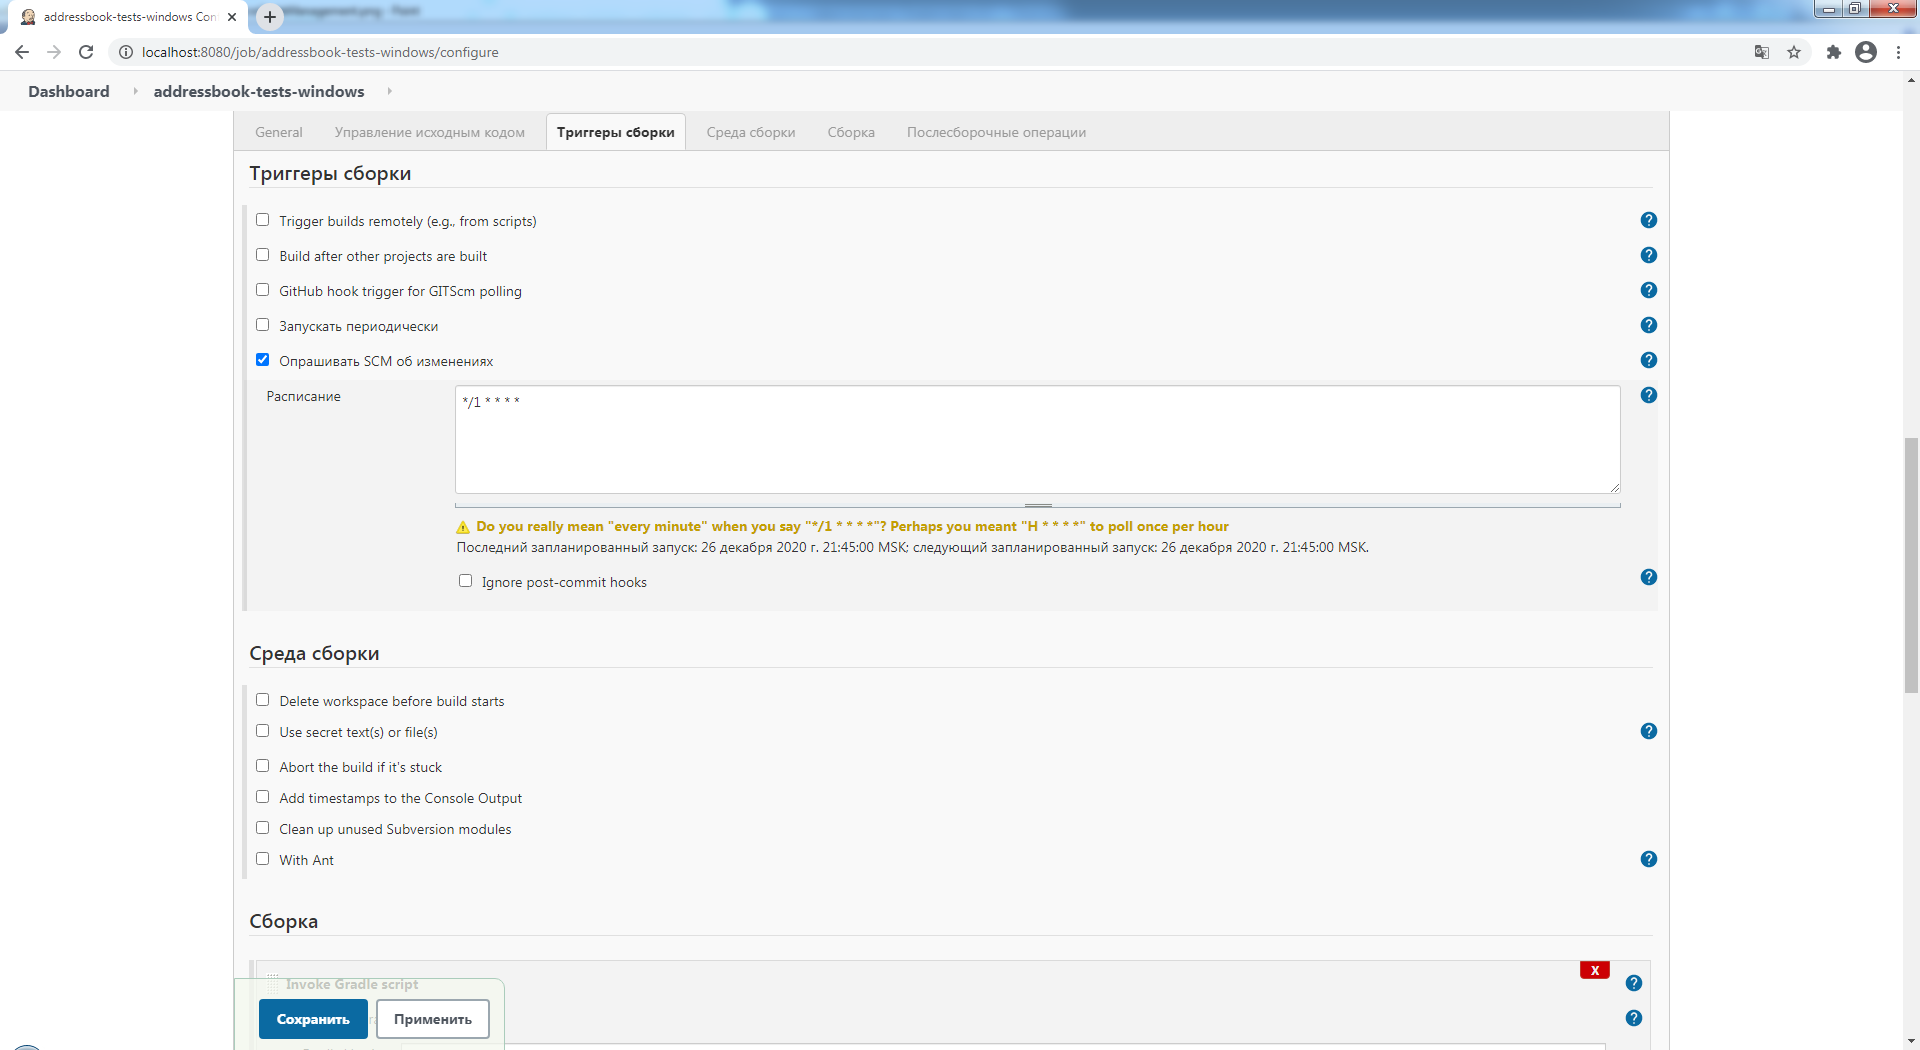 addressbook-tests-windows Con
localhost:8080/job/addressbook-tests-windows/configure
Dashboard addressbook-tests-windows
General Управление исходным кодом Триггеры сборки Среда сборки Сборка Послесборочные операции
Триггеры сборки
Trigger builds remotely (e.g., from scripts)
Build after other projects are built
GitHub hook trigger for GITScm polling
Запускать периодически
Опрашивать SCM об изменениях
Расписание
*/1 * * * *
Do you really mean "every minute" when you say "*/1 * * * *"? Perhaps you meant "H * * * *" to poll once per hour
Последний запланированный запуск: 26 декабря 2020 г. 21:45:00 MSK; следующий запланированный запуск: 26 декабря 2020 г. 21:45:00 MSK.
Ignore post-commit hooks
Среда сборки
Delete workspace before build starts
Use secret text(s) or file(s)
Abort the build if it's stuck
Add timestamps to the Console Output
Clean up unused Subversion modules
With Ant
Сборка
X
Invoke Gradle script
Сохранить Применить